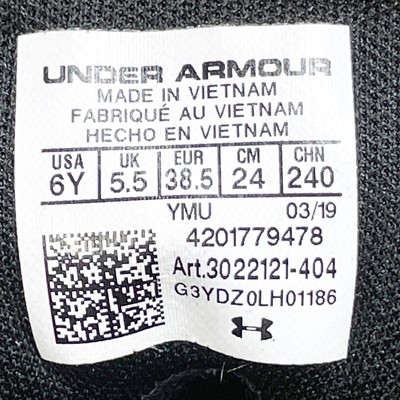 UNDER ARMOUR
MADE IN VIETNAM
FABRIQUÉ AU VIETNAM
HECHO EN VIETNAM
USA UK EUR CM CHN
6Y 5.5 38.5 24 240
YMU 03/19
4201779478
Art.3022121-404
G3YDZ0LH01186